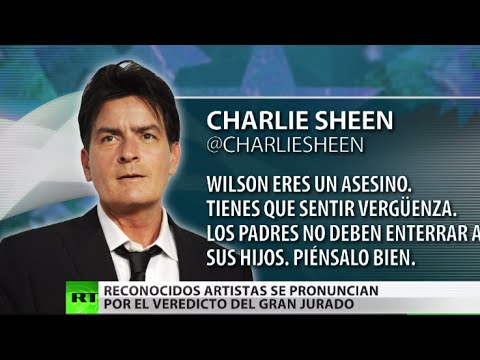 CHARLIE SHEEN
@CHARLIESHEEN
WILSON ERES UN ASESINO.
TIENES QUE SENTIR VERGÜENZA.
LOS PADRES NO DEBEN ENTERRAR A
SUS HIJOS. PIÉNSALO BIEN.
RT
RECONOCIDOS ARTISTAS SE PRONUNCIAN
POR EL VEREDICTO DEL GRAN JURADO